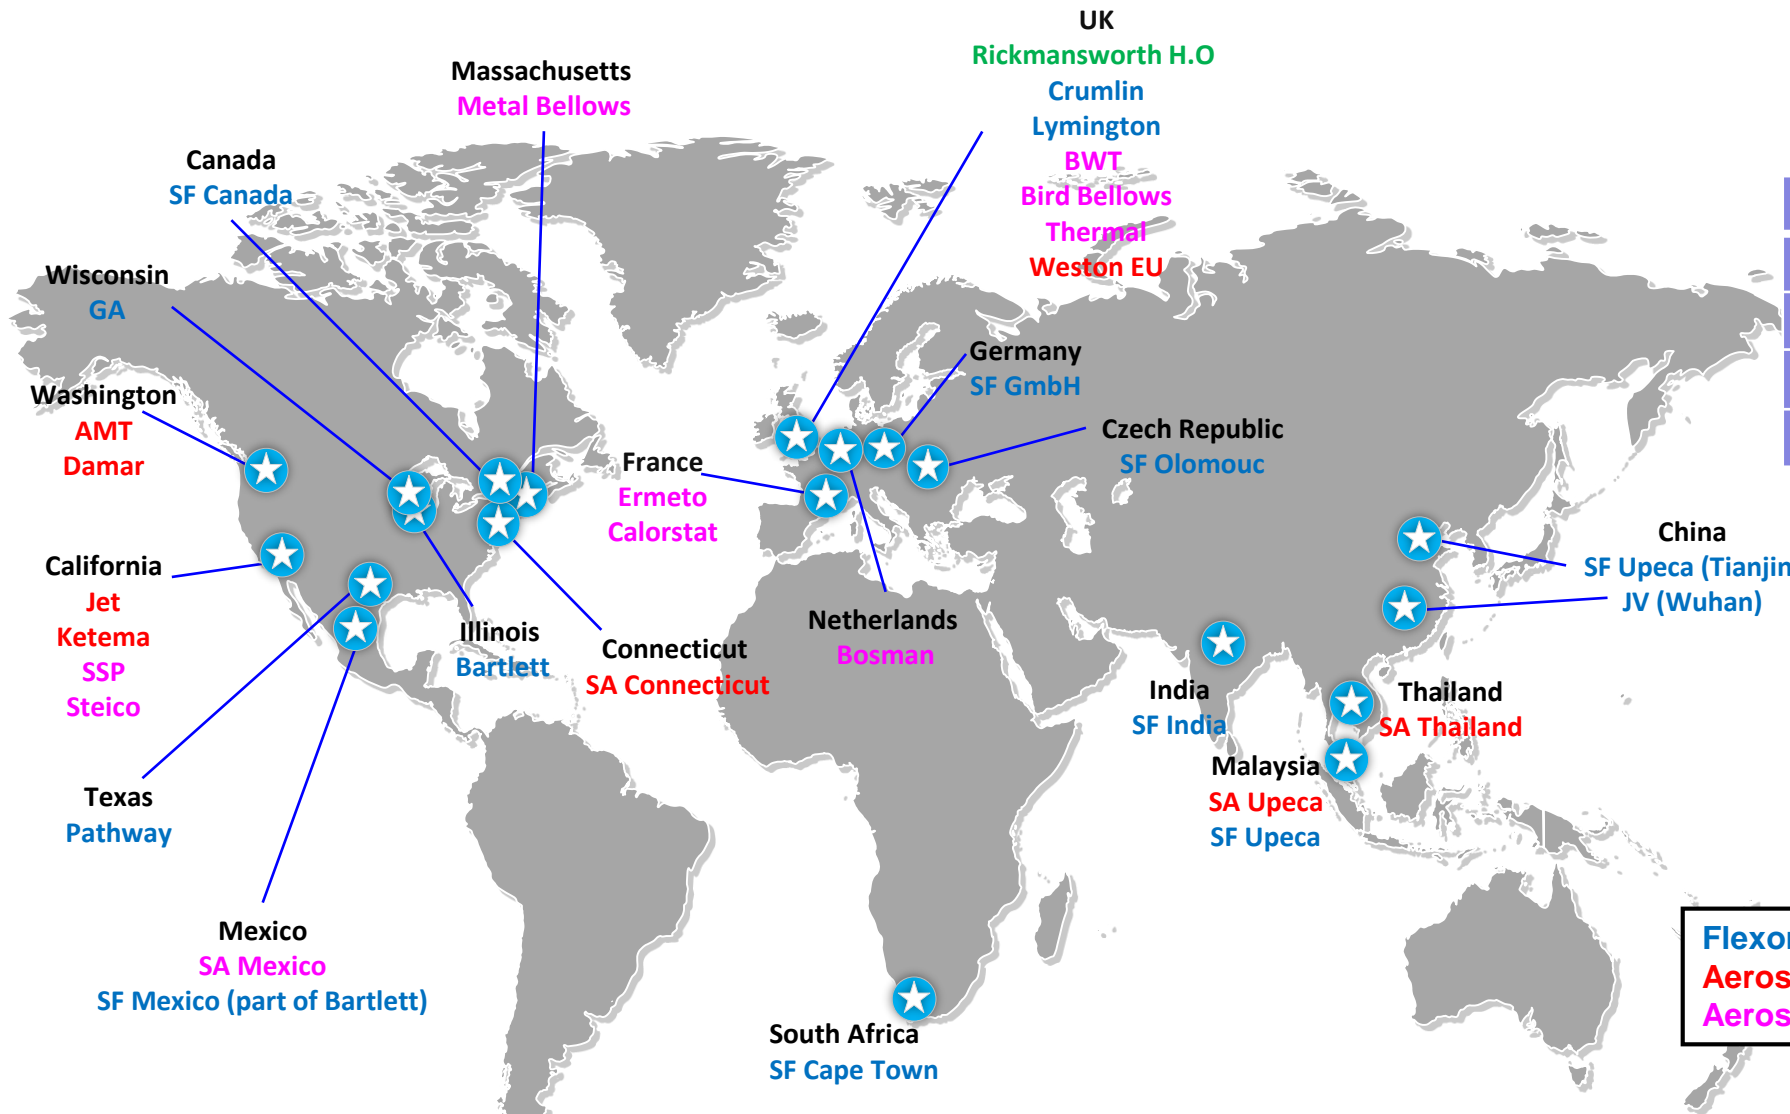 UK
Rickmansworth H.O
Crumlin
Lymington
BWT
Bird Bellows
Thermal
Weston EU
Massachusetts
Metal Bellows
Canada
SF Canada
Wisconsin
GA
Washington
AMT
Damar
California
Jet
Ketema
SSP
Steico
Texas
Pathway
Mexico
SA Mexico
SF Mexico (part of Bartlett)
Illinois
Bartlett
Connecticut
SA Connecticut
France
Ermeto
Calorstat
Germany
SF GmbH
Czech Republic
SF Olomouc
Netherlands
Bosman
South Africa
SF Cape Town
China
SF Upeca (Tianjin
JV (Wuhan)
India
SF India
Thailand
SA Thailand
Malaysia
SA Upeca
SF Upeca